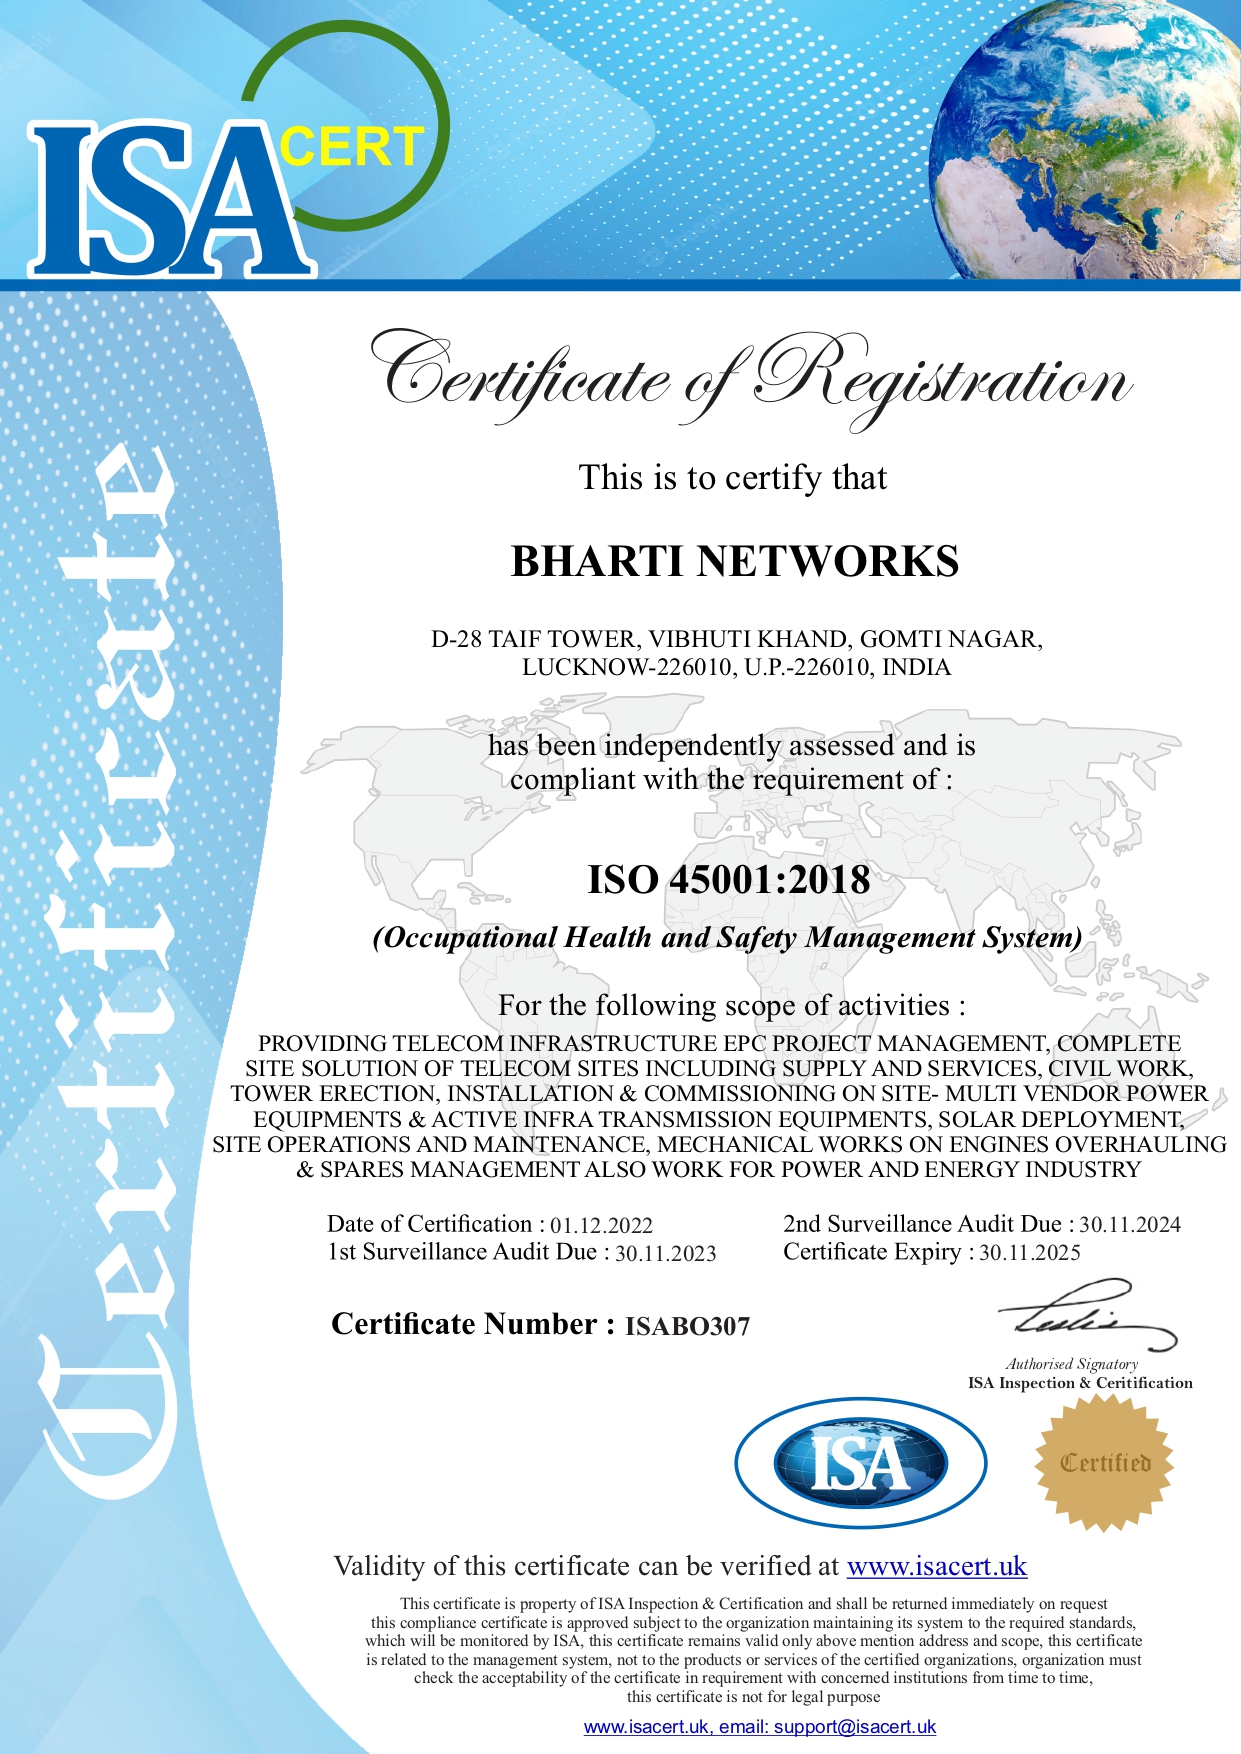 ISA CERT
Certificate
Certificate of Registration
This is to certify that
BHARTI NETWORKS
D-28 TAIF TOWER, VIBHUTI KHAND, GOMTI NAGAR,
LUCKNOW-226010, U.P.-226010, INDIA
has been independently assessed and is
compliant with the requirement of :
ISO 45001:2018
(Occupational Health and Safety Management System)
For the following scope of activities :
PROVIDING TELECOM INFRASTRUCTURE EPC PROJECT MANAGEMENT, COMPLETE
SITE SOLUTION OF TELECOM SITES INCLUDING SUPPLY AND SERVICES, CIVIL WORK,
TOWER ERECTION, INSTALLATION & COMMISSIONING ON SITE- MULTI VENDOR POWER
EQUIPMENTS & ACTIVE INFRA TRANSMISSION EQUIPMENTS, SOLAR DEPLOYMENT,
SITE OPERATIONS AND MAINTENANCE, MECHANICAL WORKS ON ENGINES OVERHAULING
& SPARES MANAGEMENT ALSO WORK FOR POWER AND ENERGY INDUSTRY
Date of Certification : 01.12.2022
1st Surveillance Audit Due : 30.11.2023
2nd Surveillance Audit Due : 30.11.2024
Certificate Expiry : 30.11.2025
Certificate Number : ISABO307
Leslie
Authorised Signatory
ISA Inspection & Ceritification
ISA
Certified
Validity of this certificate can be verified at www.isacert.uk
This certificate is property of ISA Inspection & Certification and shall be returned immediately on request
this compliance certificate is approved subject to the organization maintaining its system to the required standards,
which will be monitored by ISA, this certificate remains valid only above mention address and scope, this certificate
is related to the management system, not to the products or services of the certified organizations, organization must
check the acceptability of the certificate in requirement with concerned institutions from time to time,
this certificate is not for legal purpose
www.isacert.uk, email: support@isacert.uk